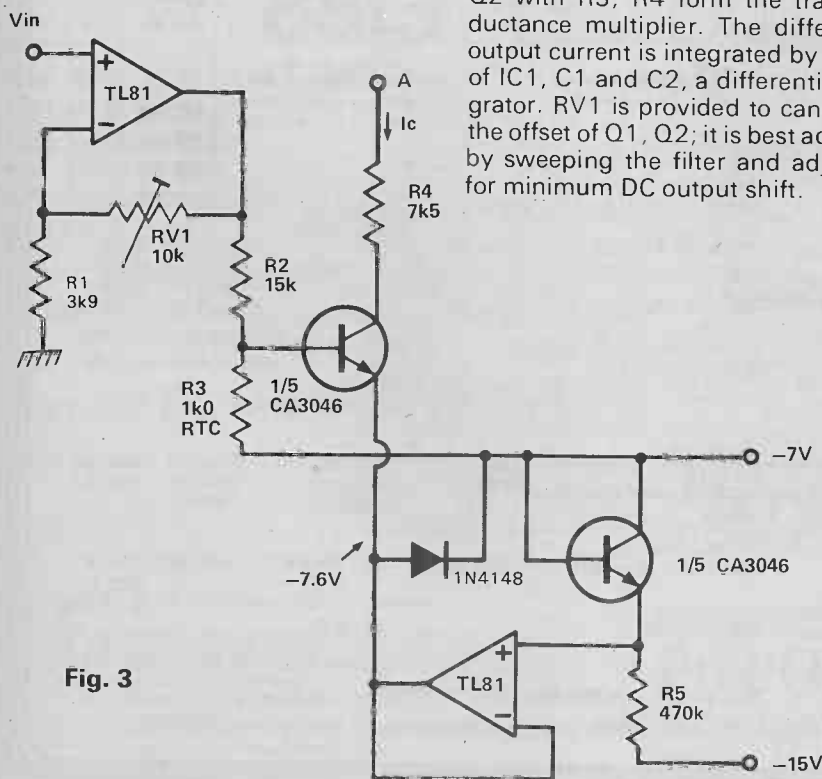 Q2 with R3, R4 form the tra
ductance multiplier. The diffe
output current is integrated by
of IC1, C1 and C2, a differenti
grator. RV1 is provided to can
the offset of Q1, Q2; it is best ad
by sweeping the filter and adj
for minimum DC output shift.
Vin
+
TL81
−
A
Ic
R4
7k5
RV1
10k
R1
3k9
R2
15k
R3
1k0
RTC
1/5
CA3046
−7V
−7.6V
1N4148
1/5 CA3046
+
TL81
−
R5
470k
−15V
Fig. 3